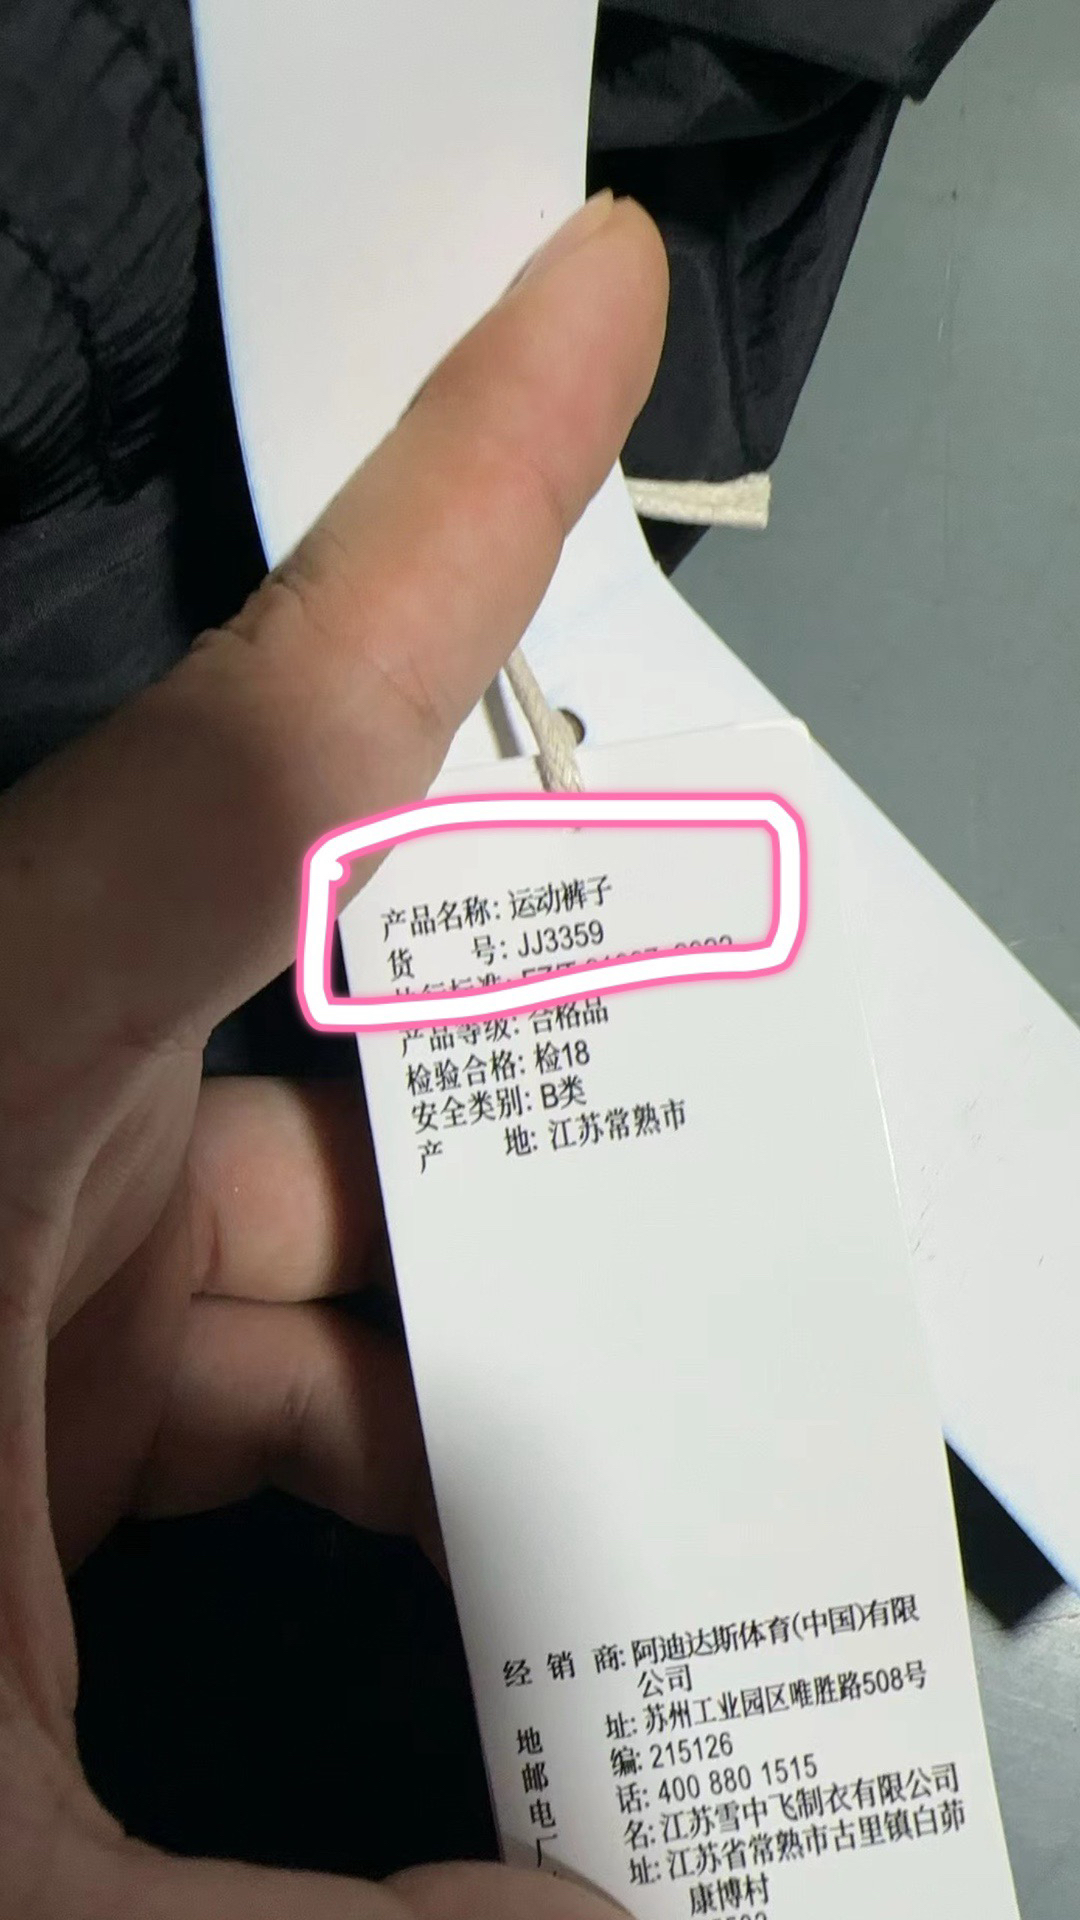 产品名称: 运动裤子
货 号: JJ3359
产品等级: 合格品
检验合格: 检18
安全类别: B类
产 地: 江苏常熟市
经 销 商: 阿迪达斯体育(中国)有限
公司
地 址: 苏州工业园区唯胜路508号
邮 编: 215126
电 话: 400 880 1515
厂 名: 江苏雪中飞制衣有限公司
址: 江苏省常熟市古里镇白茆
康博村